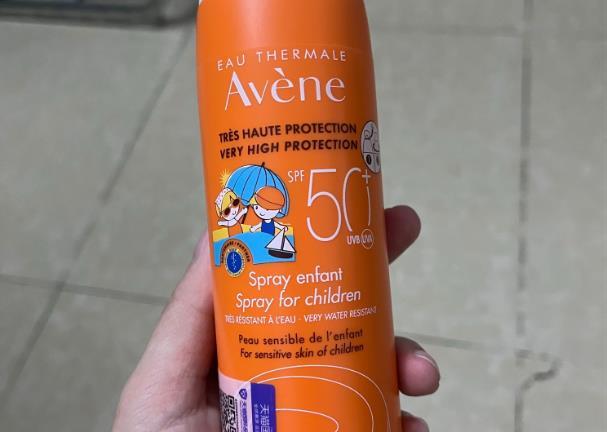 EAU THERMALE
Avène
TRÈS HAUTE PROTECTION
VERY HIGH PROTECTION
SPF 50+
UVB UVA
Spray enfant
Spray for children
TRÈS RÉSISTANT À L'EAU - VERY WATER RESISTANT
Peau sensible de l'enfant
For sensitive skin of children